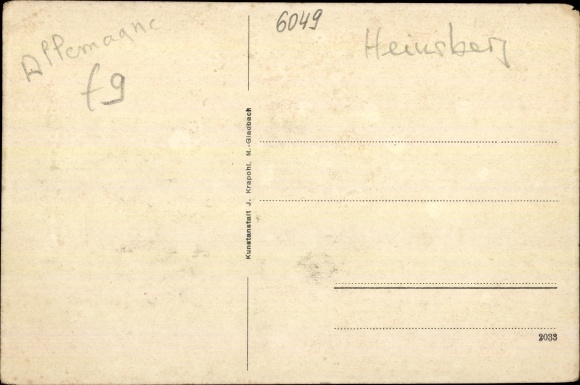 Allemagne
f9
6049
Heinsberg
Kunstanstalt J. Krapohl, M.-Gladbach
2033